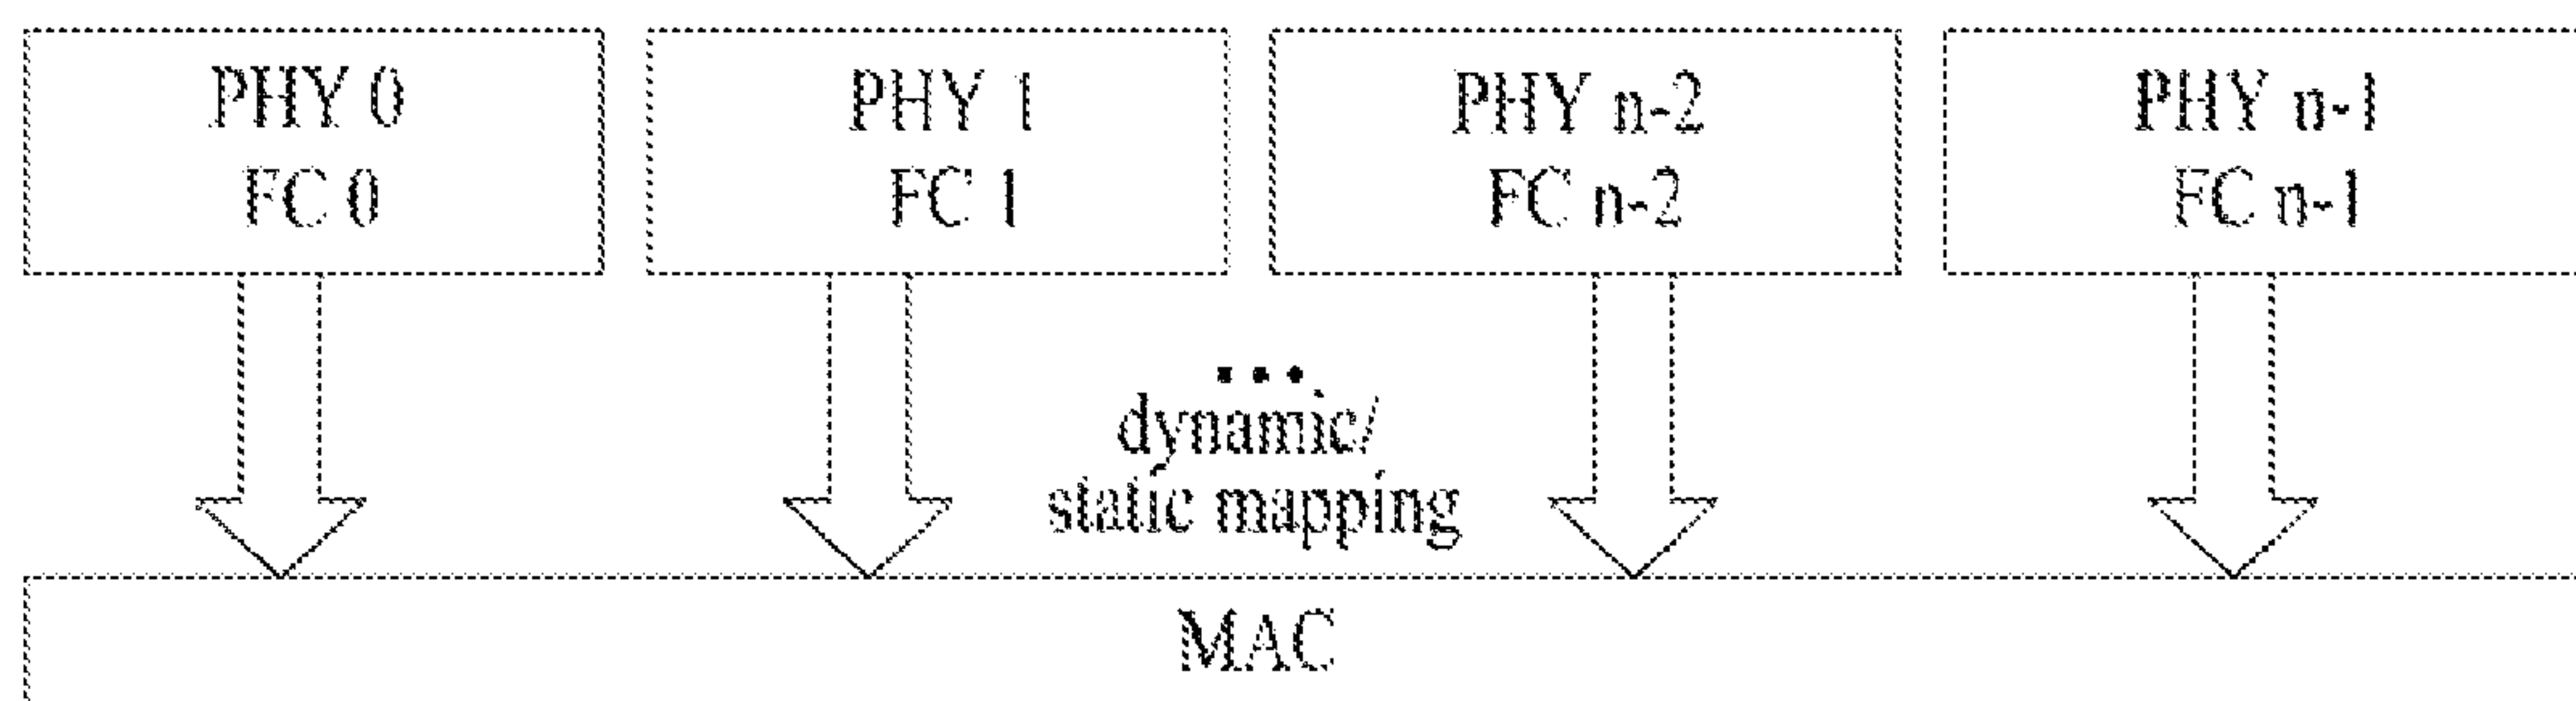 PHY 0
FC 0
PHY 1
FC 1
PHY n-2
FC n-2
PHY n-1
FC n-1
...
dynamic/
static mapping
MAC